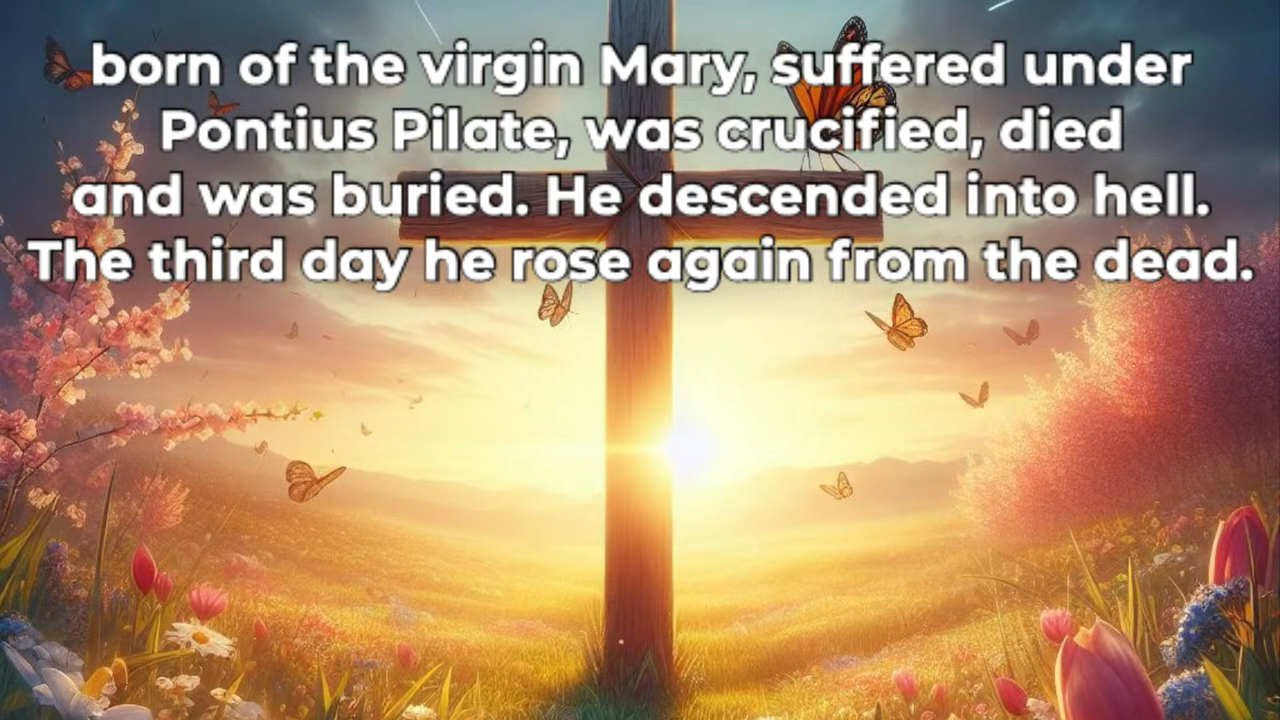 born of the virgin Mary, suffered under
Pontius Pilate, was crucified, died
and was buried. He descended into hell.
The third day he rose again from the dead.